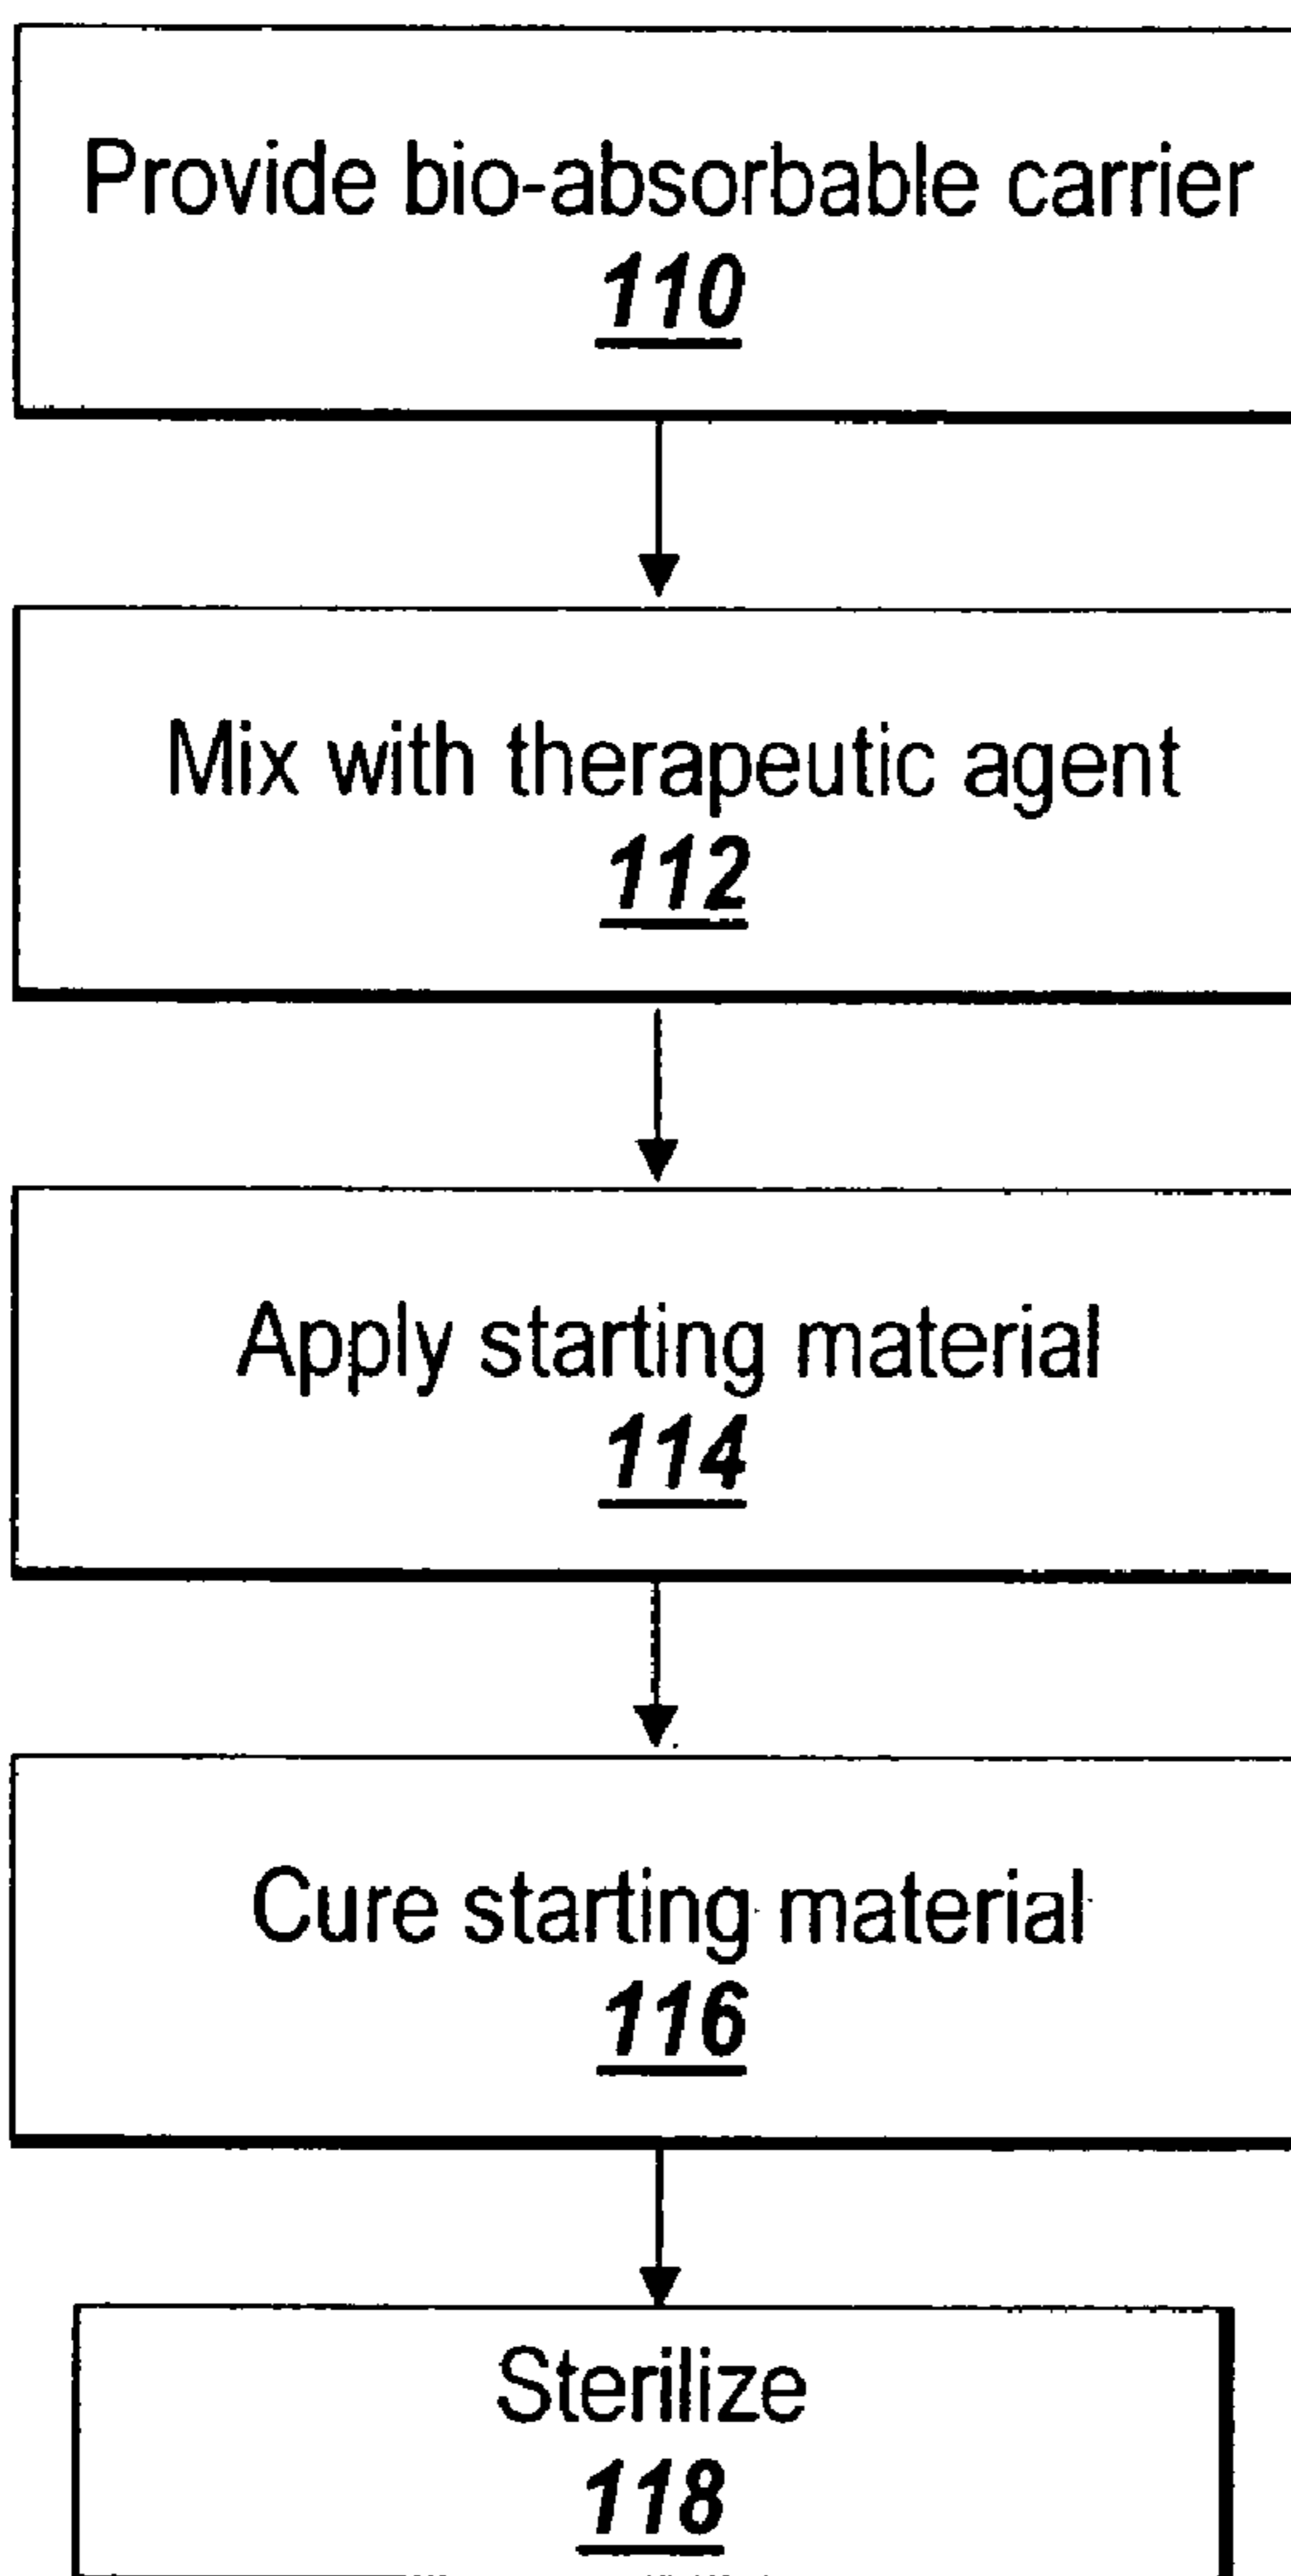 Provide bio-absorbable carrier
110
Mix with therapeutic agent
112
Apply starting material
114
Cure starting material
116
Sterilize
118